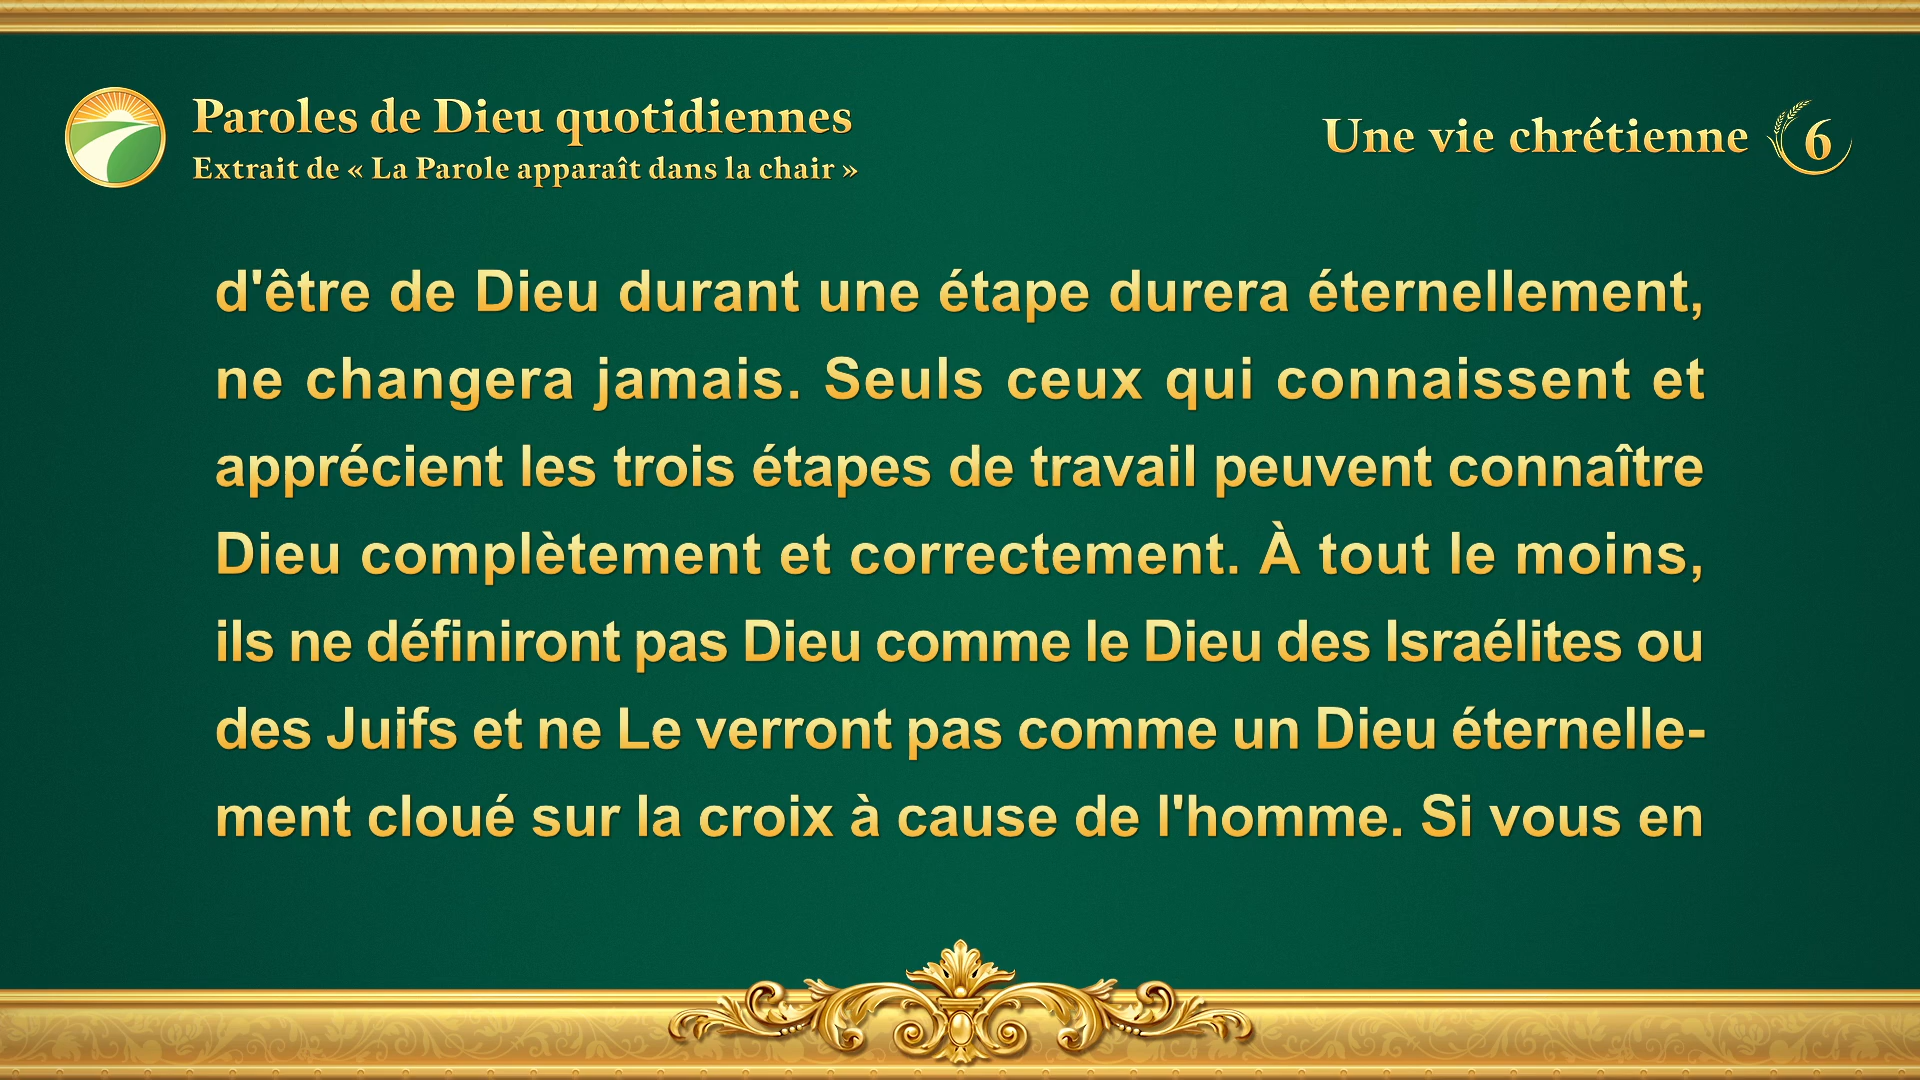 Paroles de Dieu quotidiennes
Extrait de « La Parole apparaît dans la chair »
Une vie chrétienne 6
d'être de Dieu durant une étape durera éternellement,
ne changera jamais. Seuls ceux qui connaissent et
apprécient les trois étapes de travail peuvent connaître
Dieu complètement et correctement. À tout le moins,
ils ne définiront pas Dieu comme le Dieu des Israélites ou
des Juifs et ne Le verront pas comme un Dieu éternelle-
ment cloué sur la croix à cause de l'homme. Si vous en